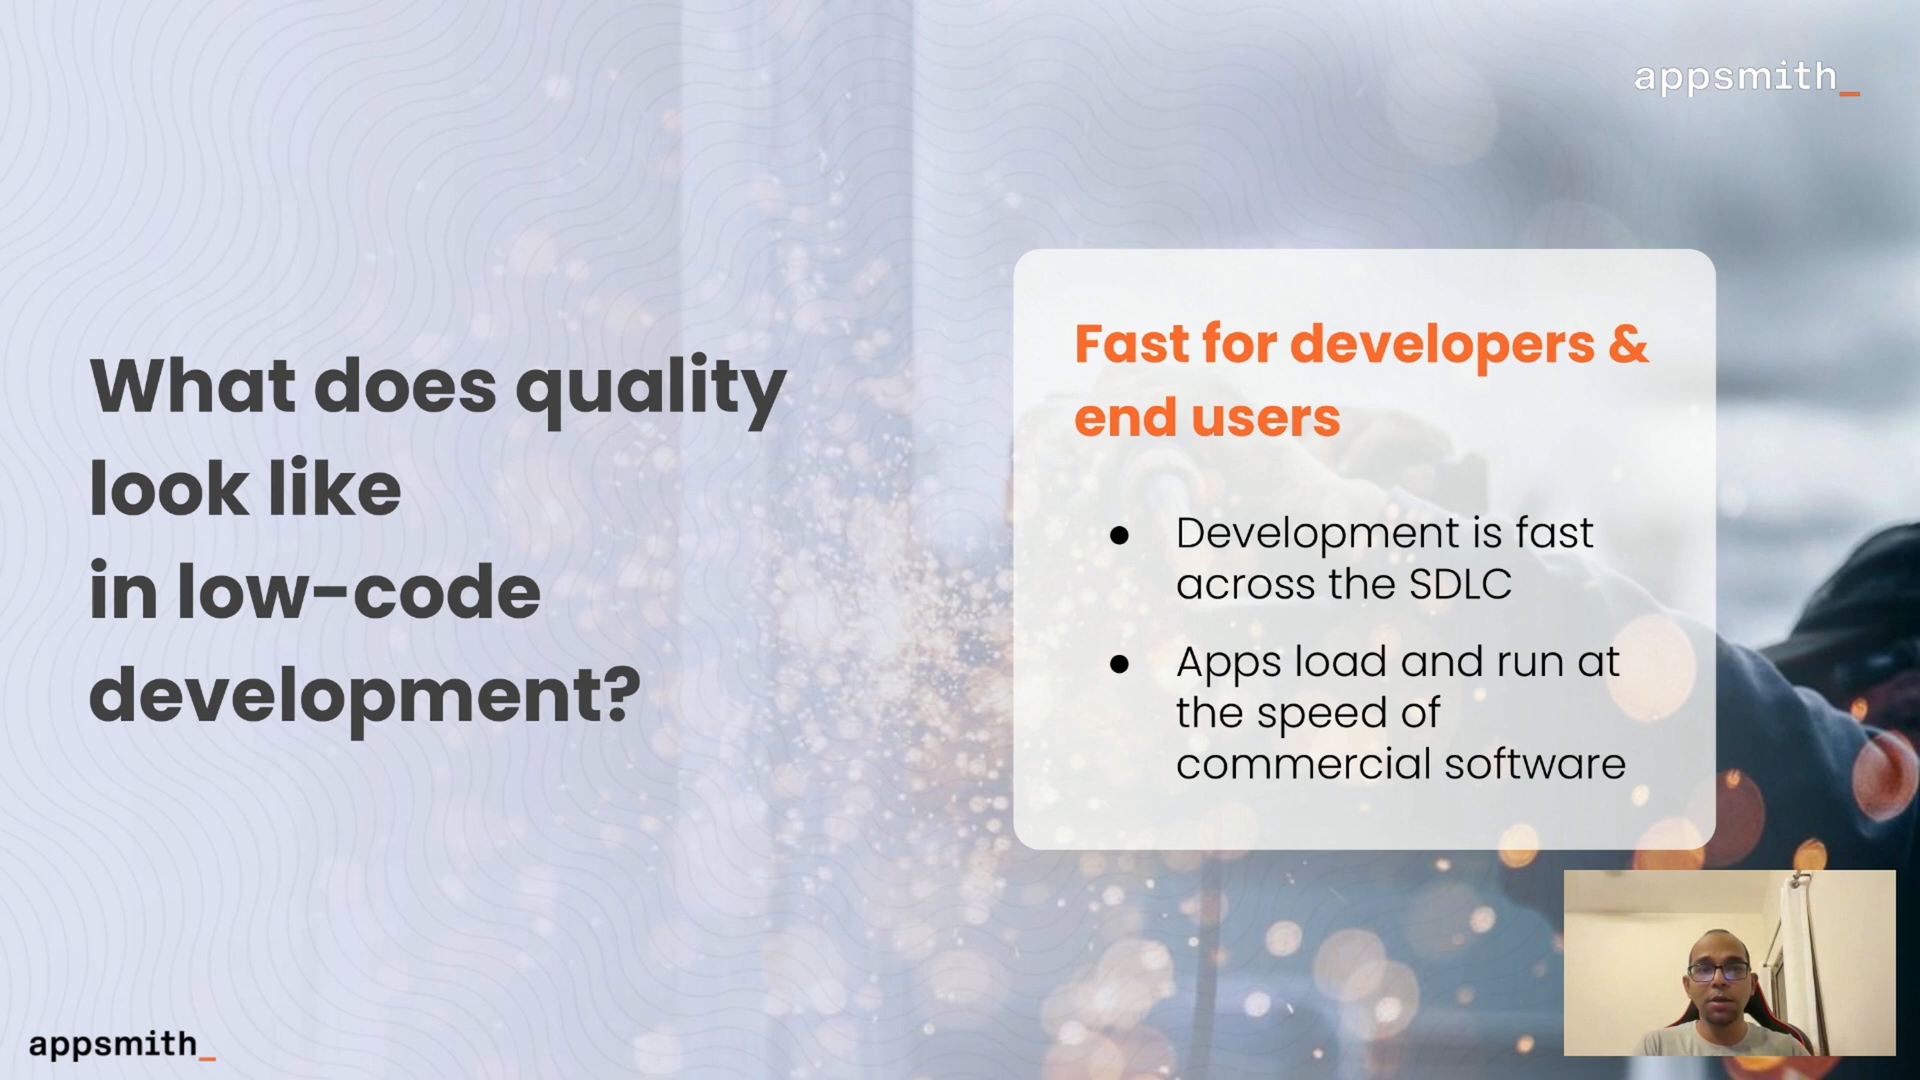 appsmith_
What does quality
look like
in low-code
development?
Fast for developers &
end users
● Development is fast
across the SDLC
● Apps load and run at
the speed of
commercial software
appsmith_